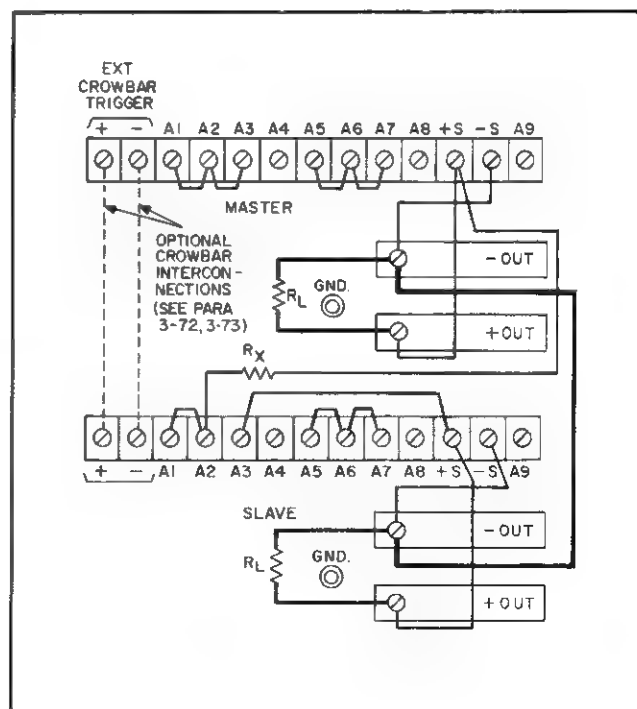 EXT
CROWBAR
TRIGGER
+ − A1 A2 A3 A4 A5 A6 A7 A8 +S −S A9
MASTER
OPTIONAL
CROWBAR
INTERCON-
NECTIONS
(SEE PARA
3-72, 3-73)
RL
GND.
−OUT
+OUT
RX
+ − A1 A2 A3 A4 A5 A6 A7 A8 +S −S A9
SLAVE
RL
GND.
−OUT
+OUT